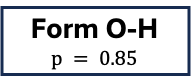 Form O-H
p = 0.85